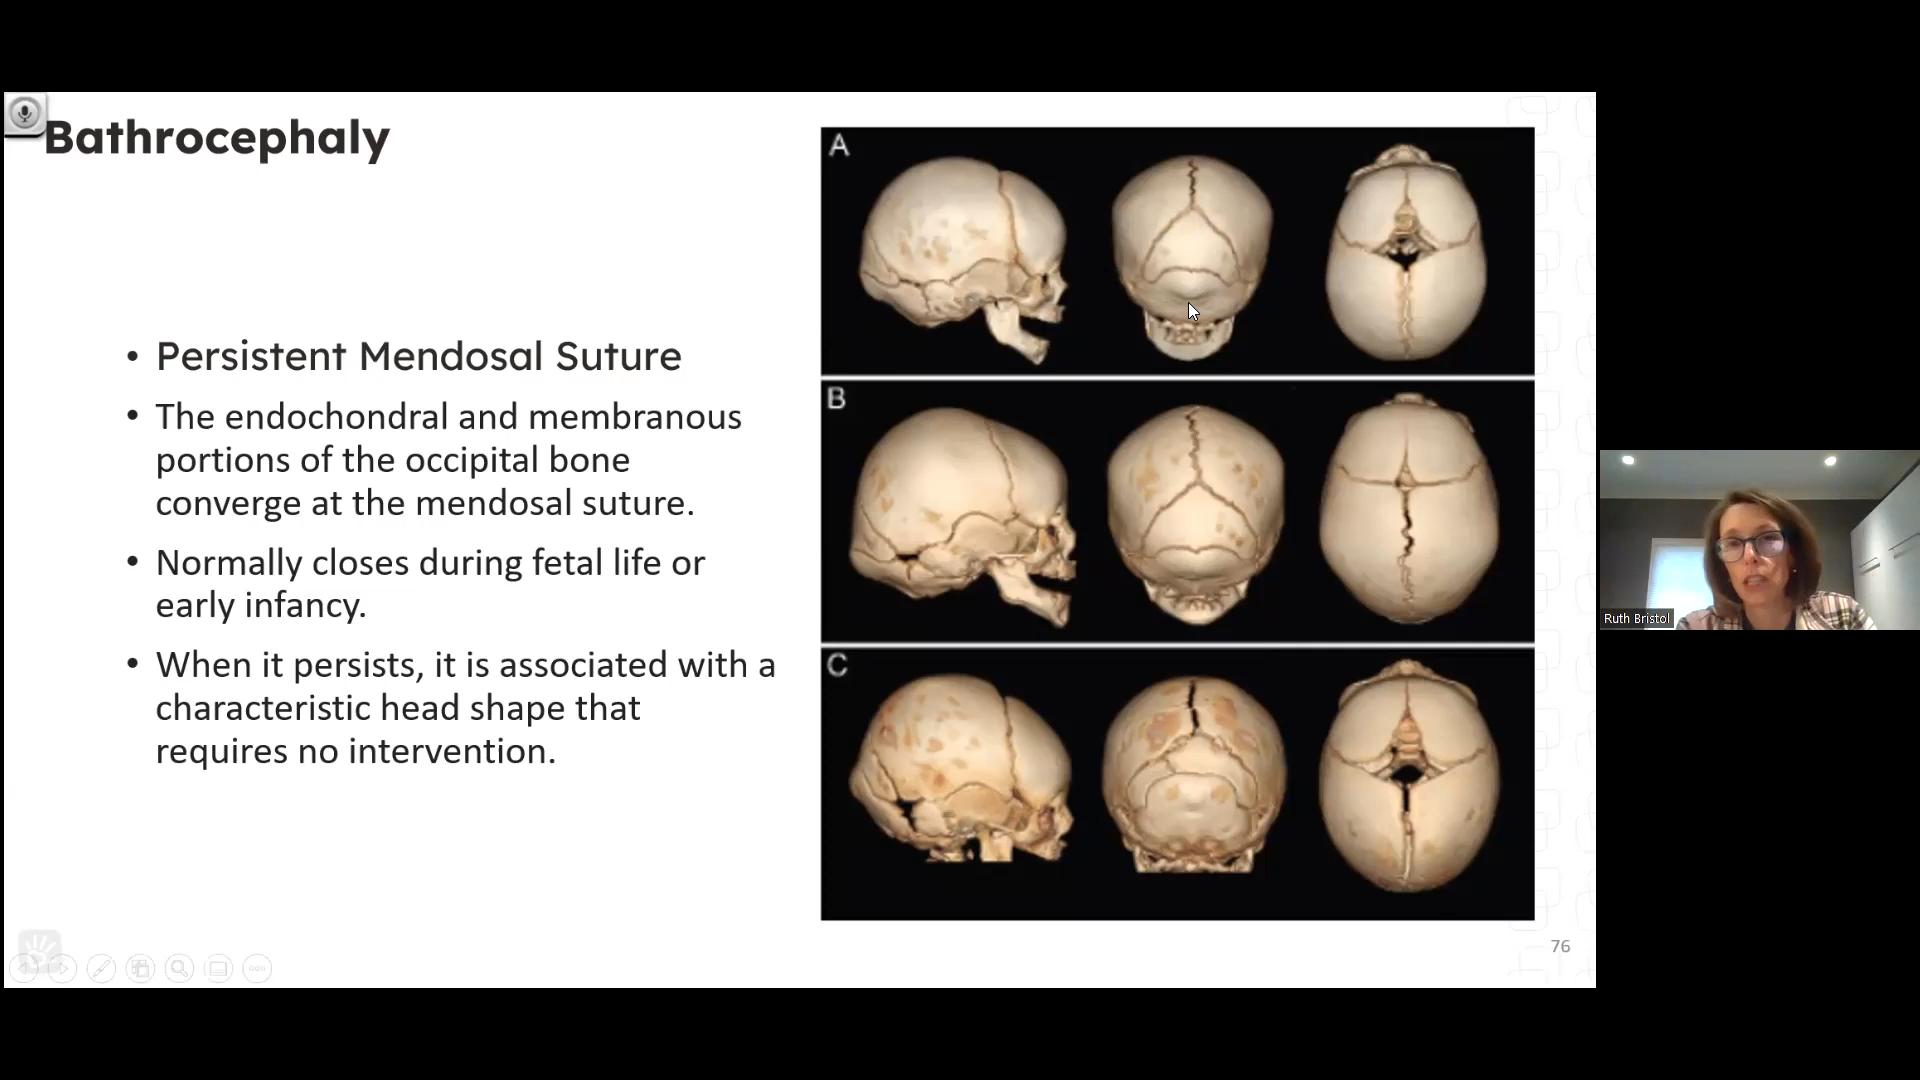 Bathrocephaly
• Persistent Mendosal Suture
• The endochondral and membranous
portions of the occipital bone
converge at the mendosal suture.
• Normally closes during fetal life or
early infancy.
• When it persists, it is associated with a
characteristic head shape that
requires no intervention.
A
B
C
76
Ruth Bristol